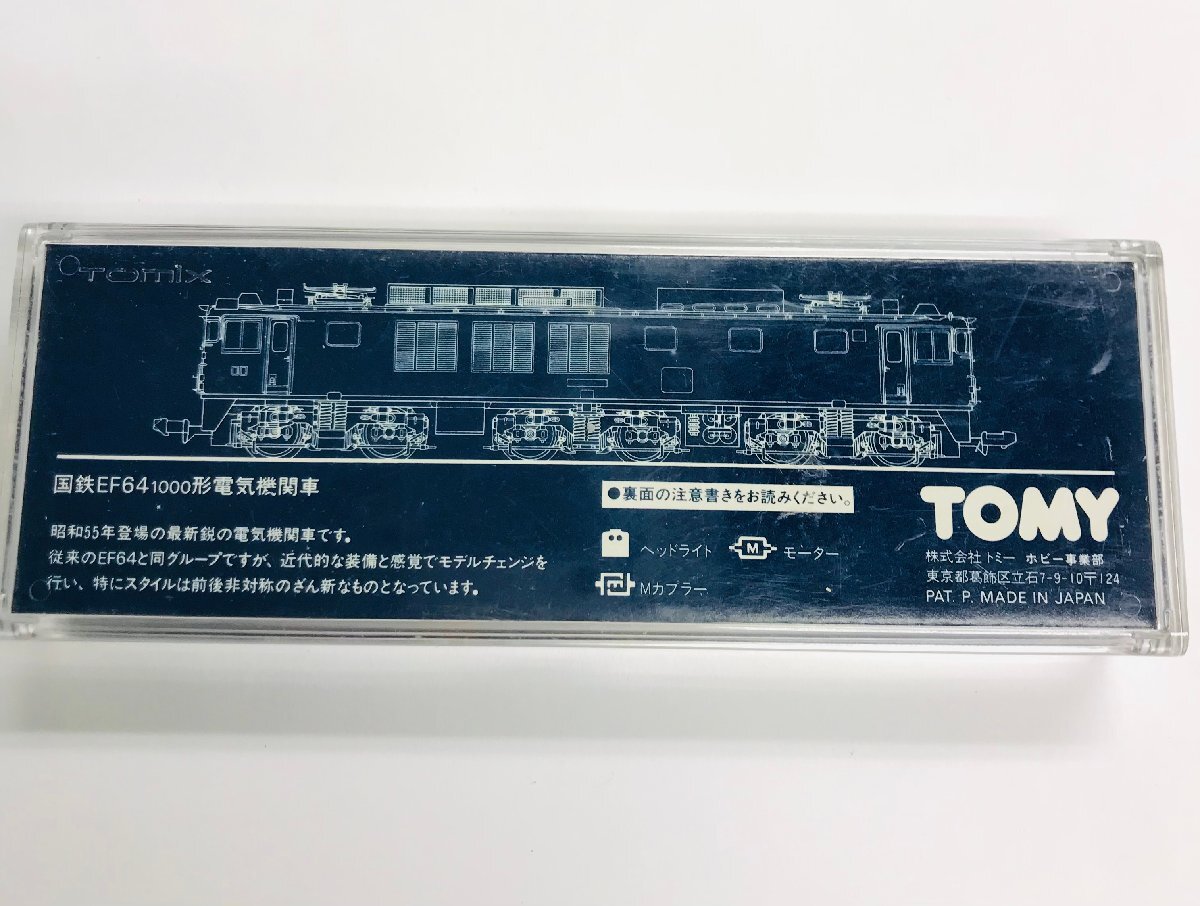 TOMIX
国鉄EF641000形電気機関車
昭和55年登場の最新鋭の電気機関車です。
従来のEF64と同グループですが、近代的な装備と感覚でモデルチェンジを
行い、特にスタイルは前後非対称のざん新なものとなっています。
●裏面の注意書きをお読みください。
ヘッドライト
M モーター
Mカプラー
TOMY
株式会社トミー ホビー事業部
東京都葛飾区立石7-9-10〒124
PAT. P. MADE IN JAPAN